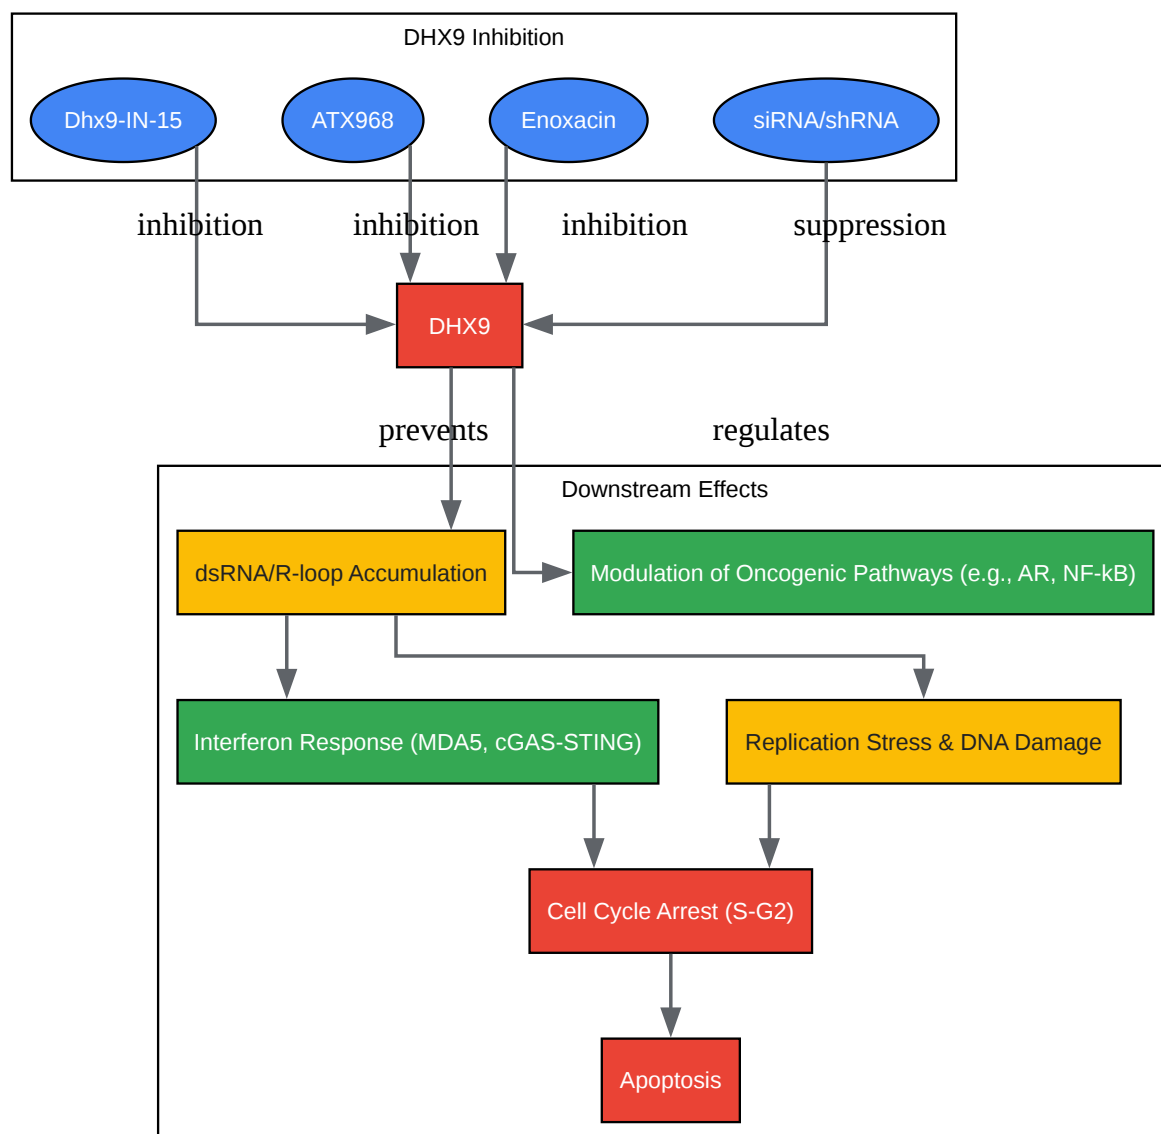 DHX9 Inhibition
Dhx9-IN-15
ATX968
Enoxacin
siRNA/shRNA
inhibition
inhibition
inhibition
suppression
DHX9
prevents
regulates
Downstream Effects
dsRNA/R-loop Accumulation
Modulation of Oncogenic Pathways (e.g., AR, NF-kB)
Interferon Response (MDA5, cGAS-STING)
Replication Stress & DNA Damage
Cell Cycle Arrest (S-G2)
Apoptosis